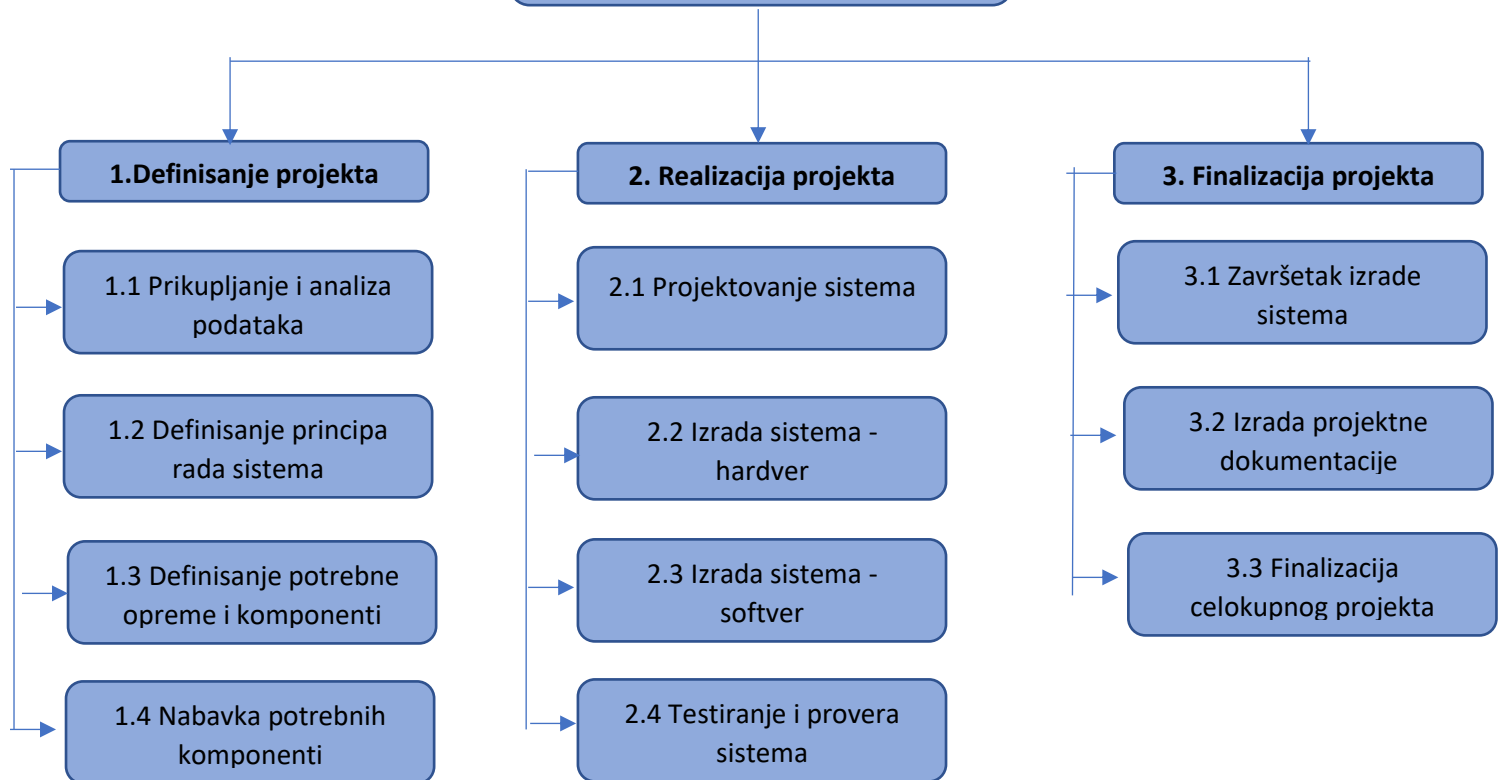 1.Definisanje projekta
1.1 Prikupljanje i analiza
podataka
1.2 Definisanje principa
rada sistema
1.3 Definisanje potrebne
opreme i komponenti
1.4 Nabavka potrebnih
komponenti
2. Realizacija projekta
2.1 Projektovanje sistema
2.2 Izrada sistema -
hardver
2.3 Izrada sistema -
softver
2.4 Testiranje i provera
sistema
3. Finalizacija projekta
3.1 Završetak izrade
sistema
3.2 Izrada projektne
dokumentacije
3.3 Finalizacija
celokupnog projekta